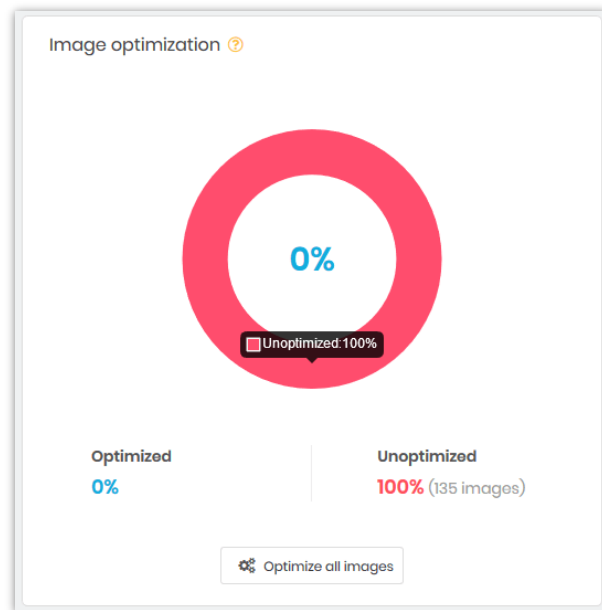 Image optimization ?
0%
Unoptimized:100%
Optimized
0%
Unoptimized
100% (135 images)
Optimize all images